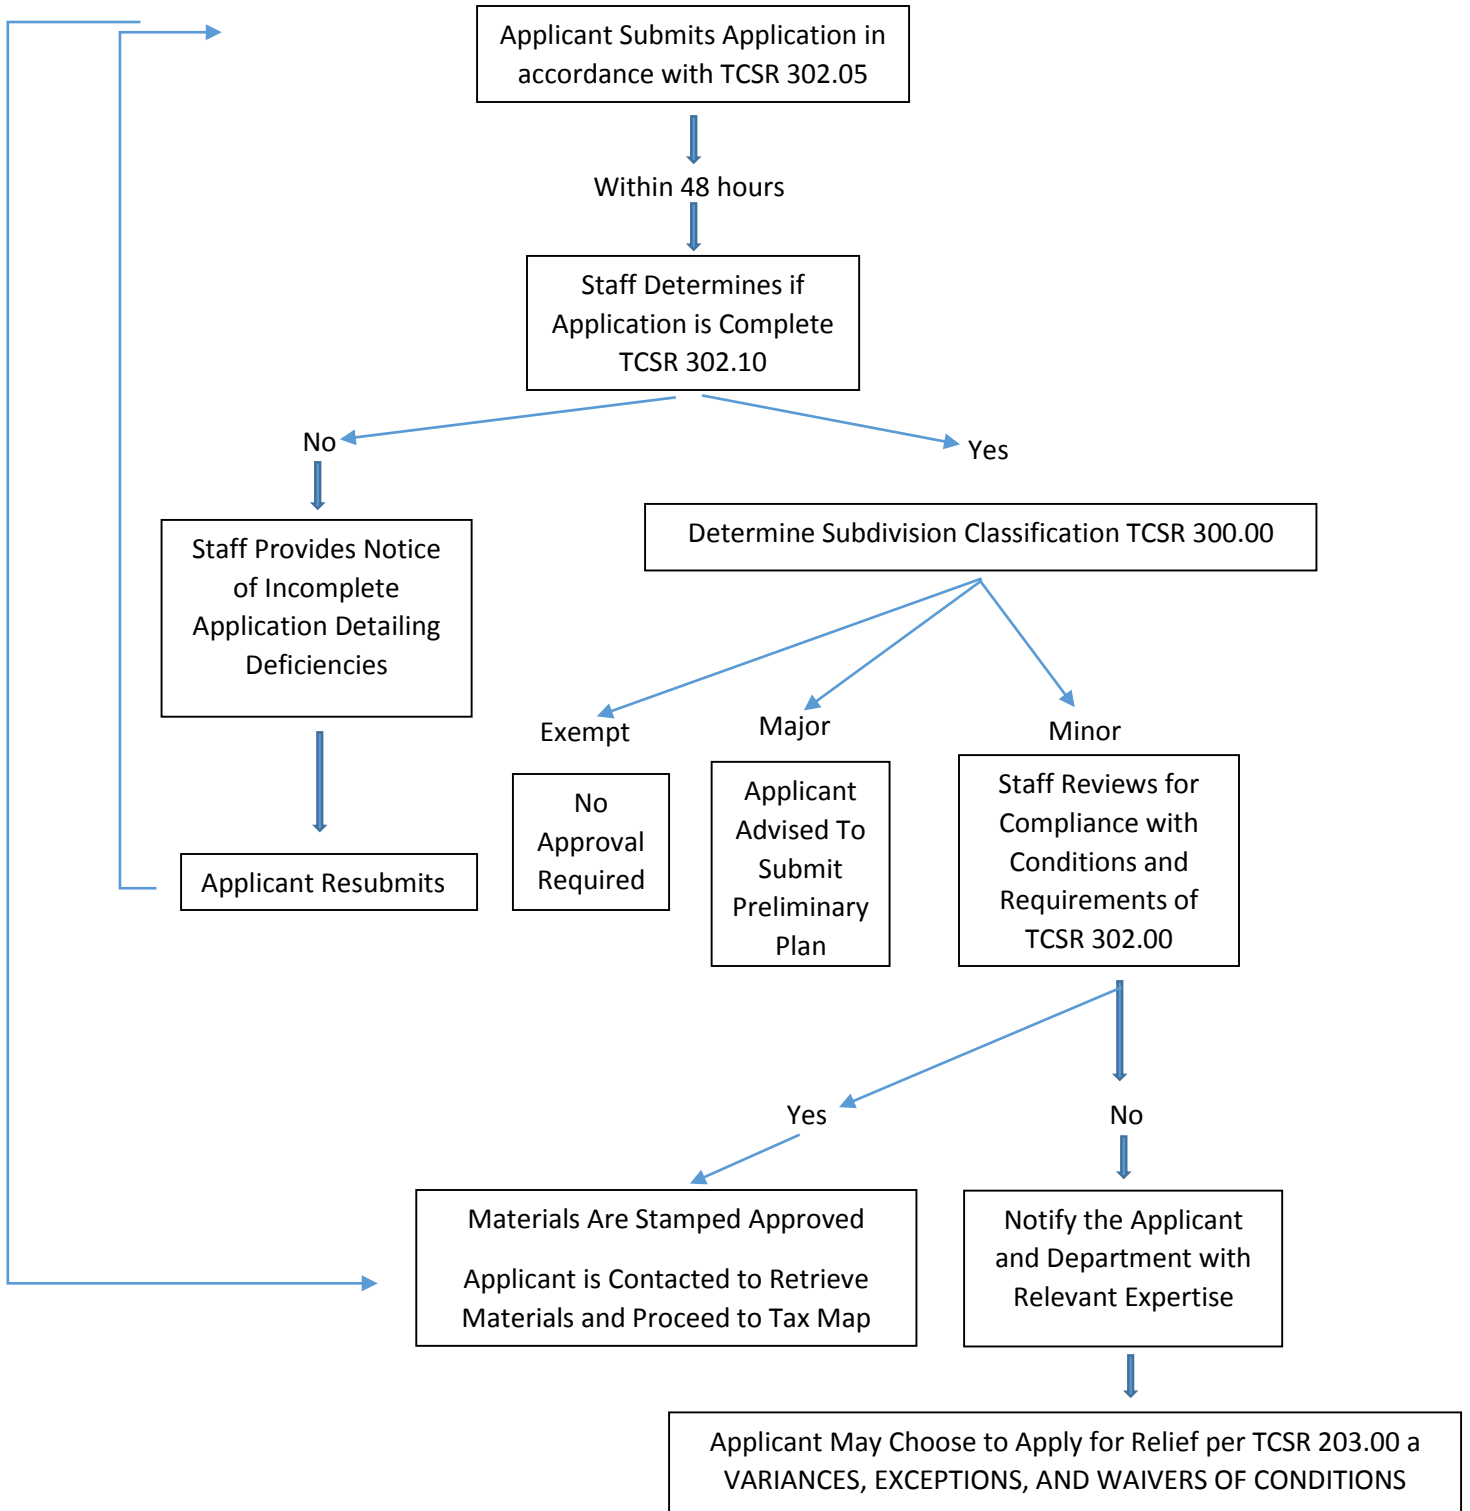 Applicant Submits Application in
accordance with TCSR 302.05
Within 48 hours
Staff Determines if
Application is Complete
TCSR 302.10
No
Yes
Staff Provides Notice
of Incomplete
Application Detailing
Deficiencies
Determine Subdivision Classification TCSR 300.00
Exempt
Major
Minor
No
Approval
Required
Applicant
Advised To
Submit
Preliminary
Plan
Staff Reviews for
Compliance with
Conditions and
Requirements of
TCSR 302.00
Applicant Resubmits
Yes
No
Materials Are Stamped Approved
Applicant is Contacted to Retrieve
Materials and Proceed to Tax Map
Notify the Applicant
and Department with
Relevant Expertise
Applicant May Choose to Apply for Relief per TCSR 203.00 a
VARIANCES, EXCEPTIONS, AND WAIVERS OF CONDITIONS